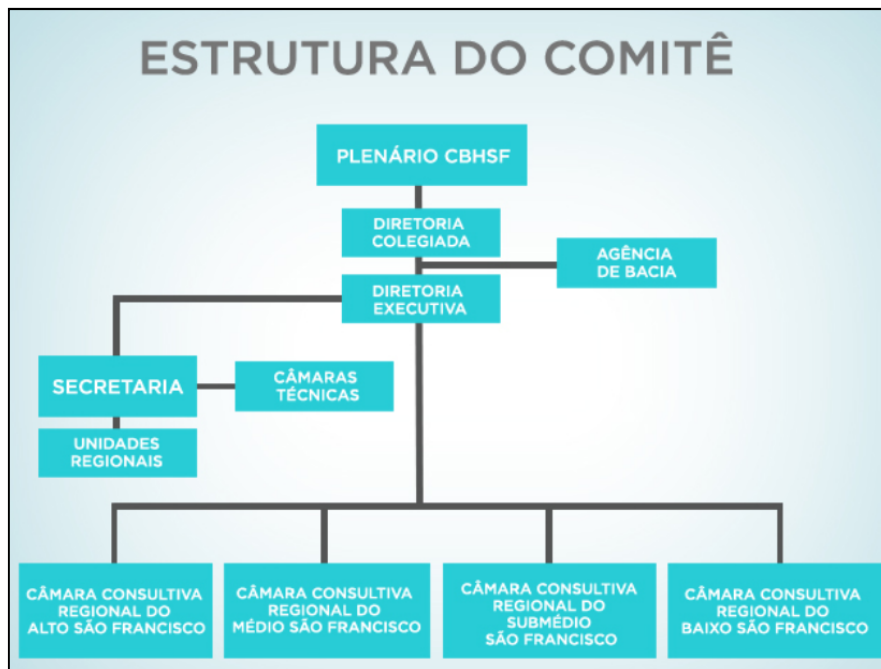 ESTRUTURA DO COMITÊ
PLENÁRIO CBHSF
DIRETORIA
COLEGIADA
AGÊNCIA
DE BACIA
DIRETORIA
EXECUTIVA
SECRETARIA
CÂMARAS
TÉCNICAS
UNIDADES
REGIONAIS
CÂMARA CONSULTIVA
REGIONAL DO
ALTO SÃO FRANCISCO
CÂMARA CONSULTIVA
REGIONAL DO
MÉDIO SÃO FRANCISCO
CÂMARA CONSULTIVA
REGIONAL DO
SUBMÉDIO
SÃO FRANCISCO
CÂMARA CONSULTIVA
REGIONAL DO
BAIXO SÃO FRANCISCO